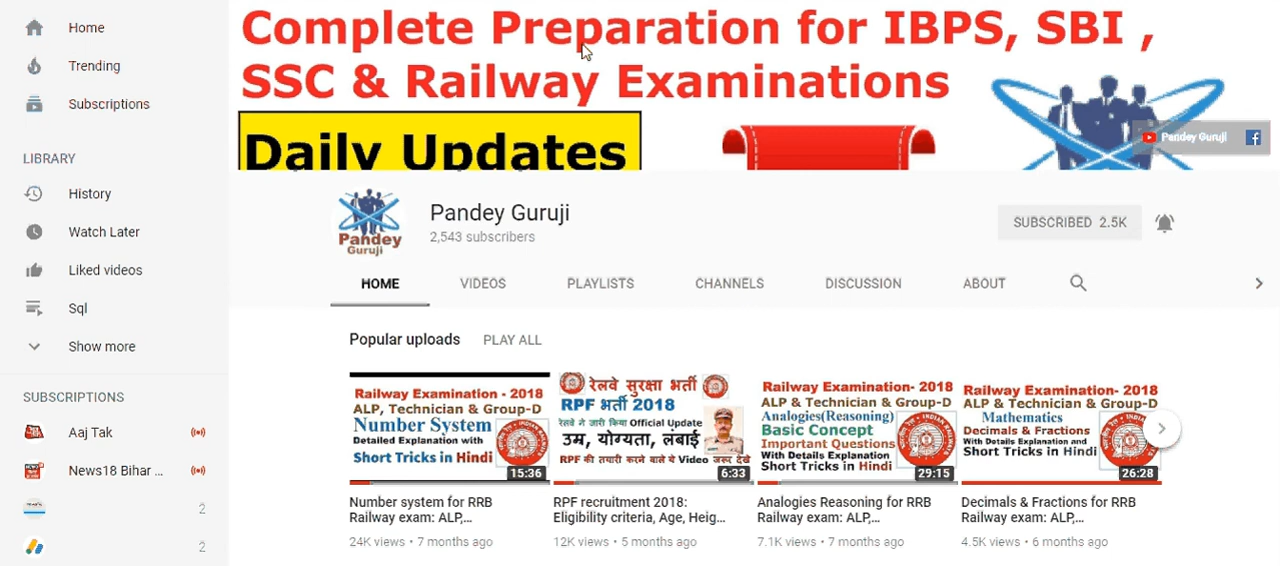 Home
Trending
Subscriptions
LIBRARY
History
Watch Later
Liked videos
Sql
Show more
SUBSCRIPTIONS
Aaj Tak
News18 Bihar ...
2
2
Complete Preparation for IBPS, SBI ,
SSC & Railway Examinations
Daily Updates
Pandey Guruji
Pandey
Guruji
Pandey Guruji
2,543 subscribers
SUBSCRIBED 2.5K
HOME VIDEOS PLAYLISTS CHANNELS DISCUSSION ABOUT
Popular uploads PLAY ALL
Railway Examination - 2018
ALP, Technician & Group-D
Number System
Detailed Explanation with
Short Tricks in Hindi
15:36
Number system for RRB
Railway exam: ALP,...
24K views • 7 months ago
रेलवे सुरक्षा भर्ती
RPF भर्ती 2018
रेलवे ने जारी किया Official Update
उम्र, योग्यता, लंबाई
RPF की तयारी करने वाले ये Video जरूर देखे
6:33
RPF recruitment 2018:
Eligibility criteria, Age, Heig...
12K views • 5 months ago
Railway Examination- 2018
ALP & Technician & Group-D
Analogies(Reasoning)
Basic Concept
Important Questions
With Details Explanation
Short Tricks in Hindi
29:15
Analogies Reasoning for RRB
Railway exam: ALP,...
7.1K views • 7 months ago
Railway Examination- 2018
ALP & Technician & Group-D
Mathematics
Decimals & Fractions
With Details Explanation and
Short Tricks in Hindi
26:28
Decimals & Fractions for RRB
Railway exam: ALP,...
4.5K views • 6 months ago